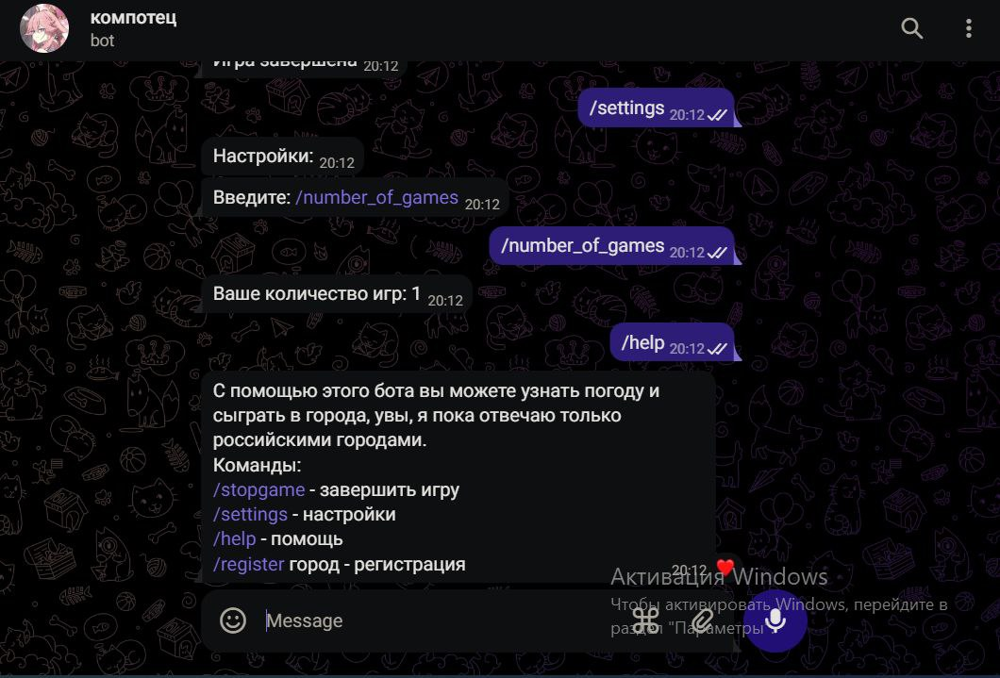 компотец
bot
Игра завершена 20:12
/settings 20:12
Настройки: 20:12
Введите: /number_of_games 20:12
/number_of_games 20:12
Ваше количество игр: 1 20:12
/help 20:12
С помощью этого бота вы можете узнать погоду и
сыграть в города, увы, я пока отвечаю только
российскими городами.
Команды:
/stopgame - завершить игру
/settings - настройки
/help - помощь
/register город - регистрация
20:12
Активация Windows
Чтобы активировать Windows, перейдите в
раздел "Параметры
Message